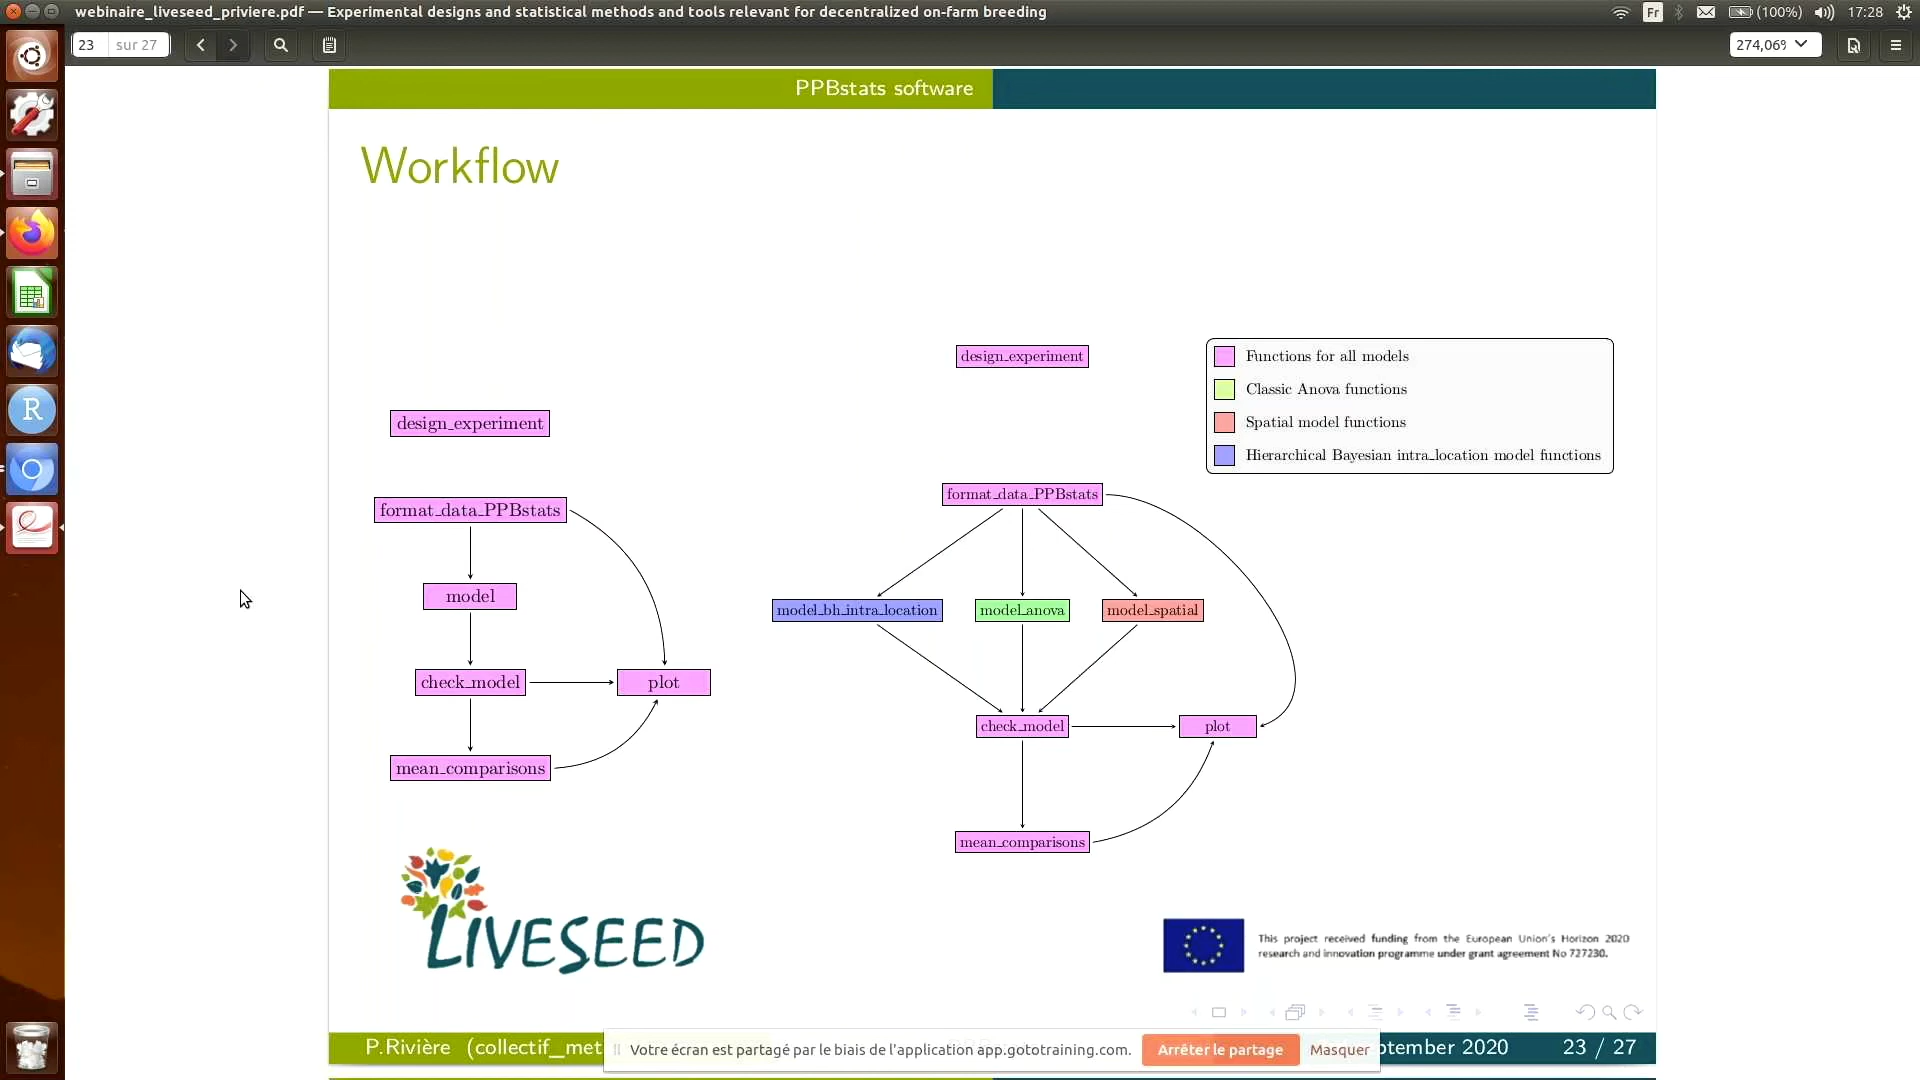 webinaire_liveseed_priviere.pdf — Experimental designs and statistical methods and tools relevant for decentralized on-farm breeding
Fr
(100%)
17:28
23 sur 27
274,06%
PPBstats software
Workflow
design_experiment
format_data_PPBstats
model
check_model
plot
mean_comparisons
design_experiment
Functions for all models
Classic Anova functions
Spatial model functions
Hierarchical Bayesian intra_location model functions
format_data_PPBstats
model_bh_intra_location
model_anova
model_spatial
check_model
plot
mean_comparisons
LIVESEED
This project received funding from the European Union's Horizon 2020
research and innovation programme under grant agreement No 727230.
P.Rivière (collectif_met
Votre écran est partagé par le biais de l'application app.gototraining.com.
Arrêter le partage
Masquer
ptember 2020
23 / 27
R